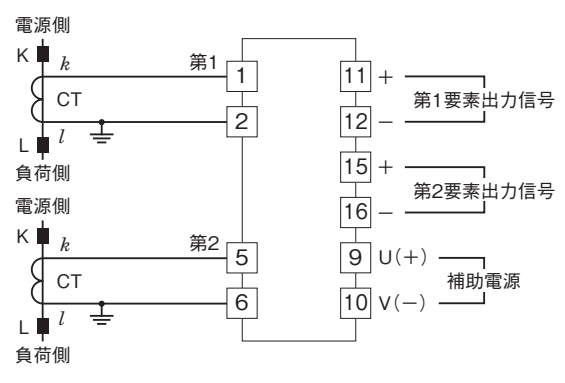 電源側
K
k
第1
1
11 +
CT
第1要素出力信号
2
12 −
L
l
負荷側
15 +
第2要素出力信号
16 −
電源側
K
k
第2
5
9 U(+)
CT
補助電源
6
10 V(−)
L
l
負荷側